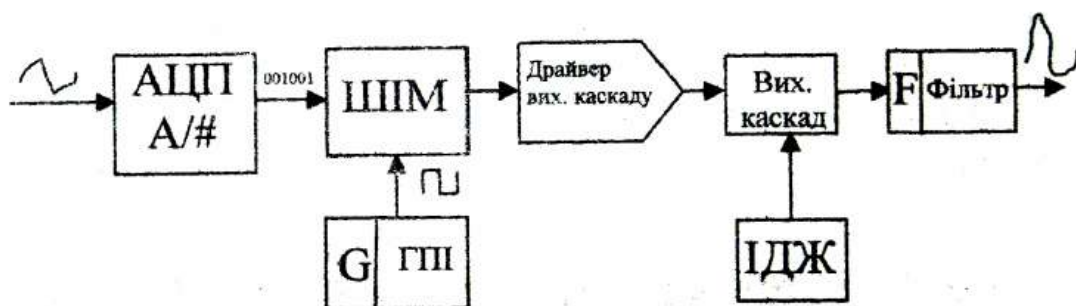 АЦП
А/#
001001
ШІМ
Драйвер
вих. каскаду
Вих.
каскад
F
Фільтр
G
ГПІ
ІДЖ